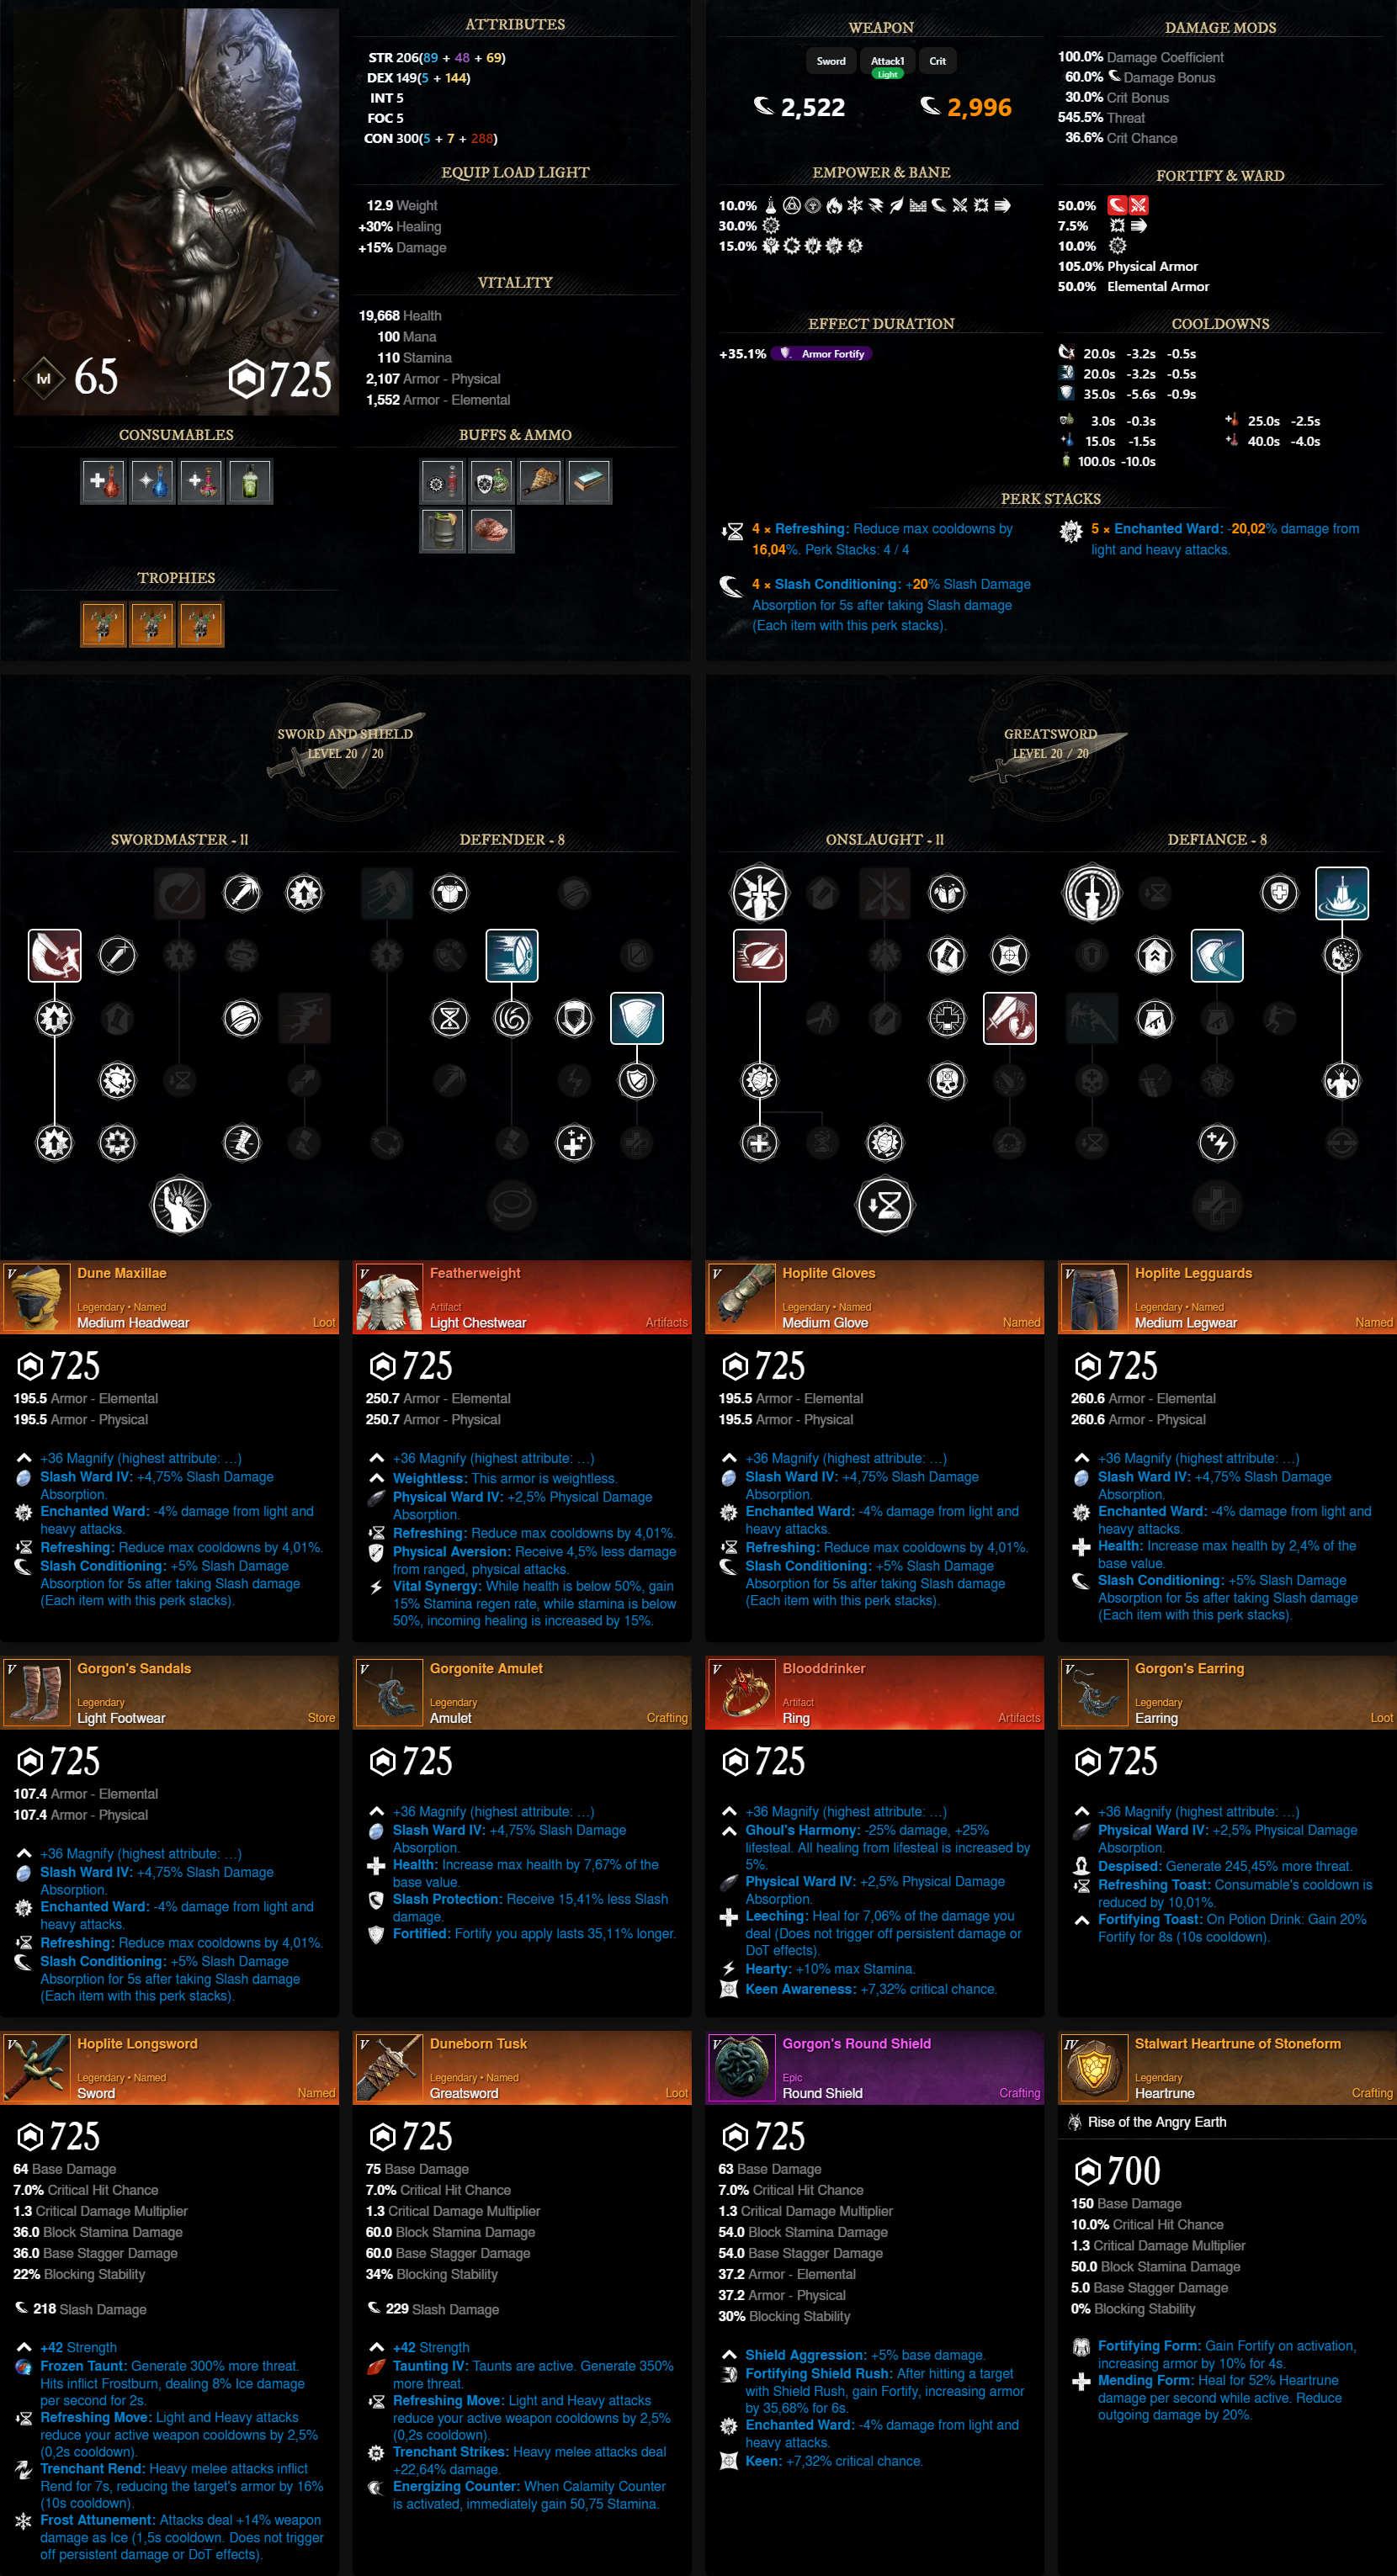 ATTRIBUTES
STR 206(89 + 48 + 69)
DEX 149(5 + 144)
INT 5
FOC 5
CON 300(5 + 7 + 288)
EQUIP LOAD LIGHT
12.9 Weight
+30% Healing
+15% Damage
VITALITY
19,668 Health
100 Mana
110 Stamina
2,107 Armor - Physical
1,552 Armor - Elemental
lvl 65
725
CONSUMABLES
BUFFS & AMMO
TROPHIES
WEAPON
Sword
Attack1
Light
Crit
2,522
2,996
DAMAGE MODS
100.0% Damage Coefficient
60.0% Damage Bonus
30.0% Crit Bonus
545.5% Threat
36.6% Crit Chance
EMPOWER & BANE
10.0%
30.0%
15.0%
FORTIFY & WARD
50.0%
7.5%
10.0%
105.0% Physical Armor
50.0% Elemental Armor
EFFECT DURATION
+35.1% Armor Fortify
COOLDOWNS
20.0s -3.2s -0.5s
20.0s -3.2s -0.5s
35.0s -5.6s -0.9s
3.0s -0.3s
25.0s -2.5s
15.0s -1.5s
40.0s -4.0s
100.0s -10.0s
PERK STACKS
4 × Refreshing: Reduce max cooldowns by
16,04%. Perk Stacks: 4 / 4
4 × Slash Conditioning: +20% Slash Damage
Absorption for 5s after taking Slash damage
(Each item with this perk stacks).
5 × Enchanted Ward: -20,02% damage from
light and heavy attacks.
SWORD AND SHIELD
LEVEL 20 / 20
SWORDMASTER - 11
DEFENDER - 8
GREATSWORD
LEVEL 20 / 20
ONSLAUGHT - 11
DEFIANCE - 8
V
Dune Maxillae
Legendary • Named
Medium Headwear
Loot
725
195.5 Armor - Elemental
195.5 Armor - Physical
+36 Magnify (highest attribute: …)
Slash Ward IV: +4,75% Slash Damage
Absorption.
Enchanted Ward: -4% damage from light and
heavy attacks.
Refreshing: Reduce max cooldowns by 4,01%.
Slash Conditioning: +5% Slash Damage
Absorption for 5s after taking Slash damage
(Each item with this perk stacks).
V
Featherweight
Artifact
Light Chestwear
Artifacts
725
250.7 Armor - Elemental
250.7 Armor - Physical
+36 Magnify (highest attribute: …)
Weightless: This armor is weightless.
Physical Ward IV: +2,5% Physical Damage
Absorption.
Refreshing: Reduce max cooldowns by 4,01%.
Physical Aversion: Receive 4,5% less damage
from ranged, physical attacks.
Vital Synergy: While health is below 50%, gain
15% Stamina regen rate, while stamina is below
50%, incoming healing is increased by 15%.
V
Hoplite Gloves
Legendary • Named
Medium Glove
Named
725
195.5 Armor - Elemental
195.5 Armor - Physical
+36 Magnify (highest attribute: …)
Slash Ward IV: +4,75% Slash Damage
Absorption.
Enchanted Ward: -4% damage from light and
heavy attacks.
Refreshing: Reduce max cooldowns by 4,01%.
Slash Conditioning: +5% Slash Damage
Absorption for 5s after taking Slash damage
(Each item with this perk stacks).
V
Hoplite Legguards
Legendary • Named
Medium Legwear
Named
725
260.6 Armor - Elemental
260.6 Armor - Physical
+36 Magnify (highest attribute: …)
Slash Ward IV: +4,75% Slash Damage
Absorption.
Enchanted Ward: -4% damage from light and
heavy attacks.
Health: Increase max health by 2,4% of the
base value.
Slash Conditioning: +5% Slash Damage
Absorption for 5s after taking Slash damage
(Each item with this perk stacks).
V
Gorgon's Sandals
Legendary
Light Footwear
Store
725
107.4 Armor - Elemental
107.4 Armor - Physical
+36 Magnify (highest attribute: …)
Slash Ward IV: +4,75% Slash Damage
Absorption.
Enchanted Ward: -4% damage from light and
heavy attacks.
Refreshing: Reduce max cooldowns by 4,01%.
Slash Conditioning: +5% Slash Damage
Absorption for 5s after taking Slash damage
(Each item with this perk stacks).
V
Gorgonite Amulet
Legendary
Amulet
Crafting
725
+36 Magnify (highest attribute: …)
Slash Ward IV: +4,75% Slash Damage
Absorption.
Health: Increase max health by 7,67% of the
base value.
Slash Protection: Receive 15,41% less Slash
damage.
Fortified: Fortify you apply lasts 35,11% longer.
V
Blooddrinker
Artifact
Ring
Artifacts
725
+36 Magnify (highest attribute: …)
Ghoul's Harmony: -25% damage, +25%
lifesteal. All healing from lifesteal is increased by
5%.
Physical Ward IV: +2,5% Physical Damage
Absorption.
Leeching: Heal for 7,06% of the damage you
deal (Does not trigger off persistent damage or
DoT effects).
Hearty: +10% max Stamina.
Keen Awareness: +7,32% critical chance.
V
Gorgon's Earring
Legendary
Earring
Loot
725
+36 Magnify (highest attribute: …)
Physical Ward IV: +2,5% Physical Damage
Absorption.
Despised: Generate 245,45% more threat.
Refreshing Toast: Consumable's cooldown is
reduced by 10,01%.
Fortifying Toast: On Potion Drink: Gain 20%
Fortify for 8s (10s cooldown).
V
Hoplite Longsword
Legendary • Named
Sword
Named
725
64 Base Damage
7.0% Critical Hit Chance
1.3 Critical Damage Multiplier
36.0 Block Stamina Damage
36.0 Base Stagger Damage
22% Blocking Stability
218 Slash Damage
+42 Strength
Frozen Taunt: Generate 300% more threat.
Hits inflict Frostburn, dealing 8% Ice damage
per second for 2s.
Refreshing Move: Light and Heavy attacks
reduce your active weapon cooldowns by 2,5%
(0,2s cooldown).
Trenchant Rend: Heavy melee attacks inflict
Rend for 7s, reducing the target's armor by 16%
(10s cooldown).
Frost Attunement: Attacks deal +14% weapon
damage as Ice (1,5s cooldown. Does not trigger
off persistent damage or DoT effects).
V
Duneborn Tusk
Legendary • Named
Greatsword
Loot
725
75 Base Damage
7.0% Critical Hit Chance
1.3 Critical Damage Multiplier
60.0 Block Stamina Damage
60.0 Base Stagger Damage
34% Blocking Stability
229 Slash Damage
+42 Strength
Taunting IV: Taunts are active. Generate 350%
more threat.
Refreshing Move: Light and Heavy attacks
reduce your active weapon cooldowns by 2,5%
(0,2s cooldown).
Trenchant Strikes: Heavy melee attacks deal
+22,64% damage.
Energizing Counter: When Calamity Counter
is activated, immediately gain 50,75 Stamina.
V
Gorgon's Round Shield
Epic
Round Shield
Crafting
725
63 Base Damage
7.0% Critical Hit Chance
1.3 Critical Damage Multiplier
54.0 Block Stamina Damage
54.0 Base Stagger Damage
37.2 Armor - Elemental
37.2 Armor - Physical
30% Blocking Stability
Shield Aggression: +5% base damage.
Fortifying Shield Rush: After hitting a target
with Shield Rush, gain Fortify, increasing armor
by 35,68% for 6s.
Enchanted Ward: -4% damage from light and
heavy attacks.
Keen: +7,32% critical chance.
IV
Stalwart Heartrune of Stoneform
Legendary
Heartrune
Crafting
Rise of the Angry Earth
700
150 Base Damage
10.0% Critical Hit Chance
1.3 Critical Damage Multiplier
50.0 Block Stamina Damage
5.0 Base Stagger Damage
0% Blocking Stability
Fortifying Form: Gain Fortify on activation,
increasing armor by 10% for 4s.
Mending Form: Heal for 52% Heartrune
damage per second while active. Reduce
outgoing damage by 20%.